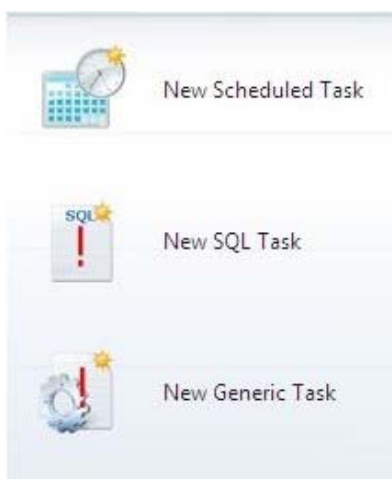 New Scheduled Task
SQL
New SQL Task
New Generic Task